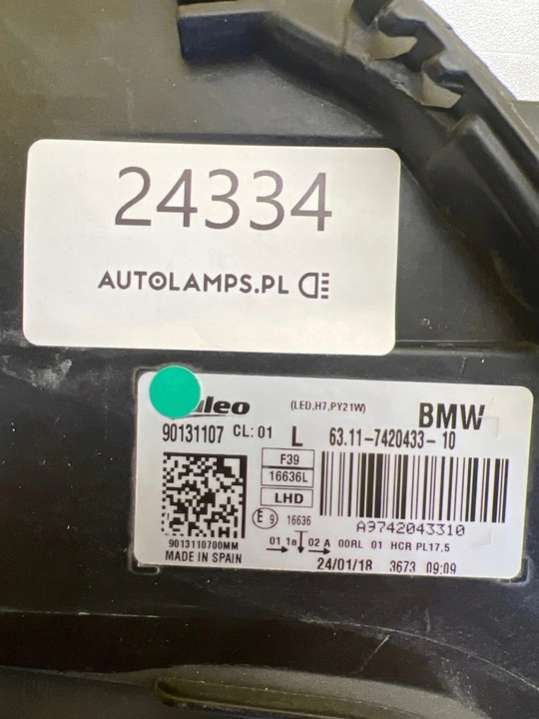 24334
AUTOLAMPS.PL
(LED,H7,PY21W)
BMW
90131107 CL:01 L 63.11-7420433-10
F39
16636L
LHD
E 9 16636
A9742043310
9013110700MM
MADE IN SPAIN
01 1a 02 A 00RL 01 HCR PL17.5
24/01/18 3673 09:09